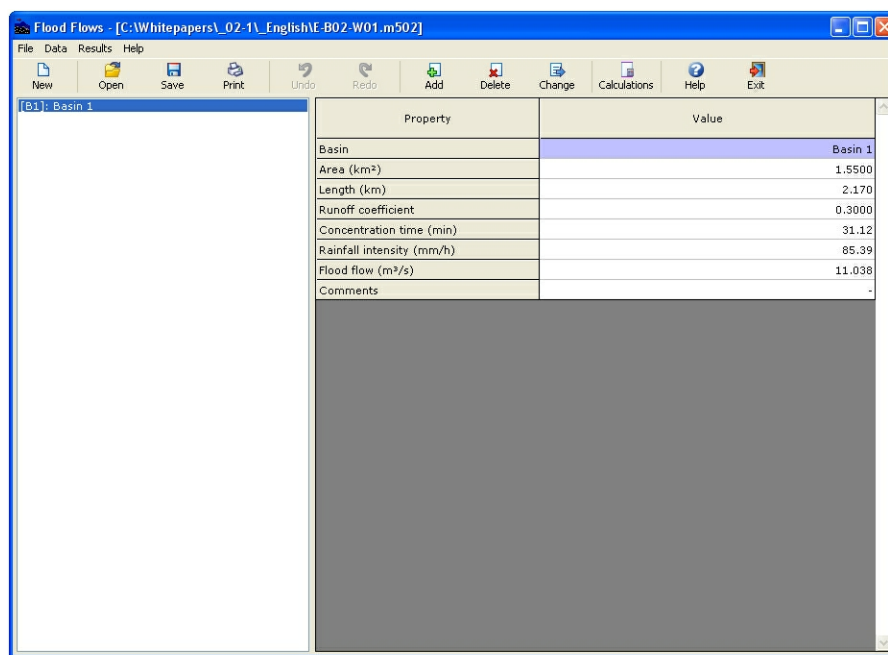 Flood Flows - [C:\Whitepapers\_02-1\_English\E-B02-W01.m502]
File Data Results Help
New Open Save Print Undo Redo Add Delete Change Calculations Help Exit
[B1]: Basin 1
Property Value
Basin Basin 1
Area (km²) 1.5500
Length (km) 2.170
Runoff coefficient 0.3000
Concentration time (min) 31.12
Rainfall intensity (mm/h) 85.39
Flood flow (m³/s) 11.038
Comments -